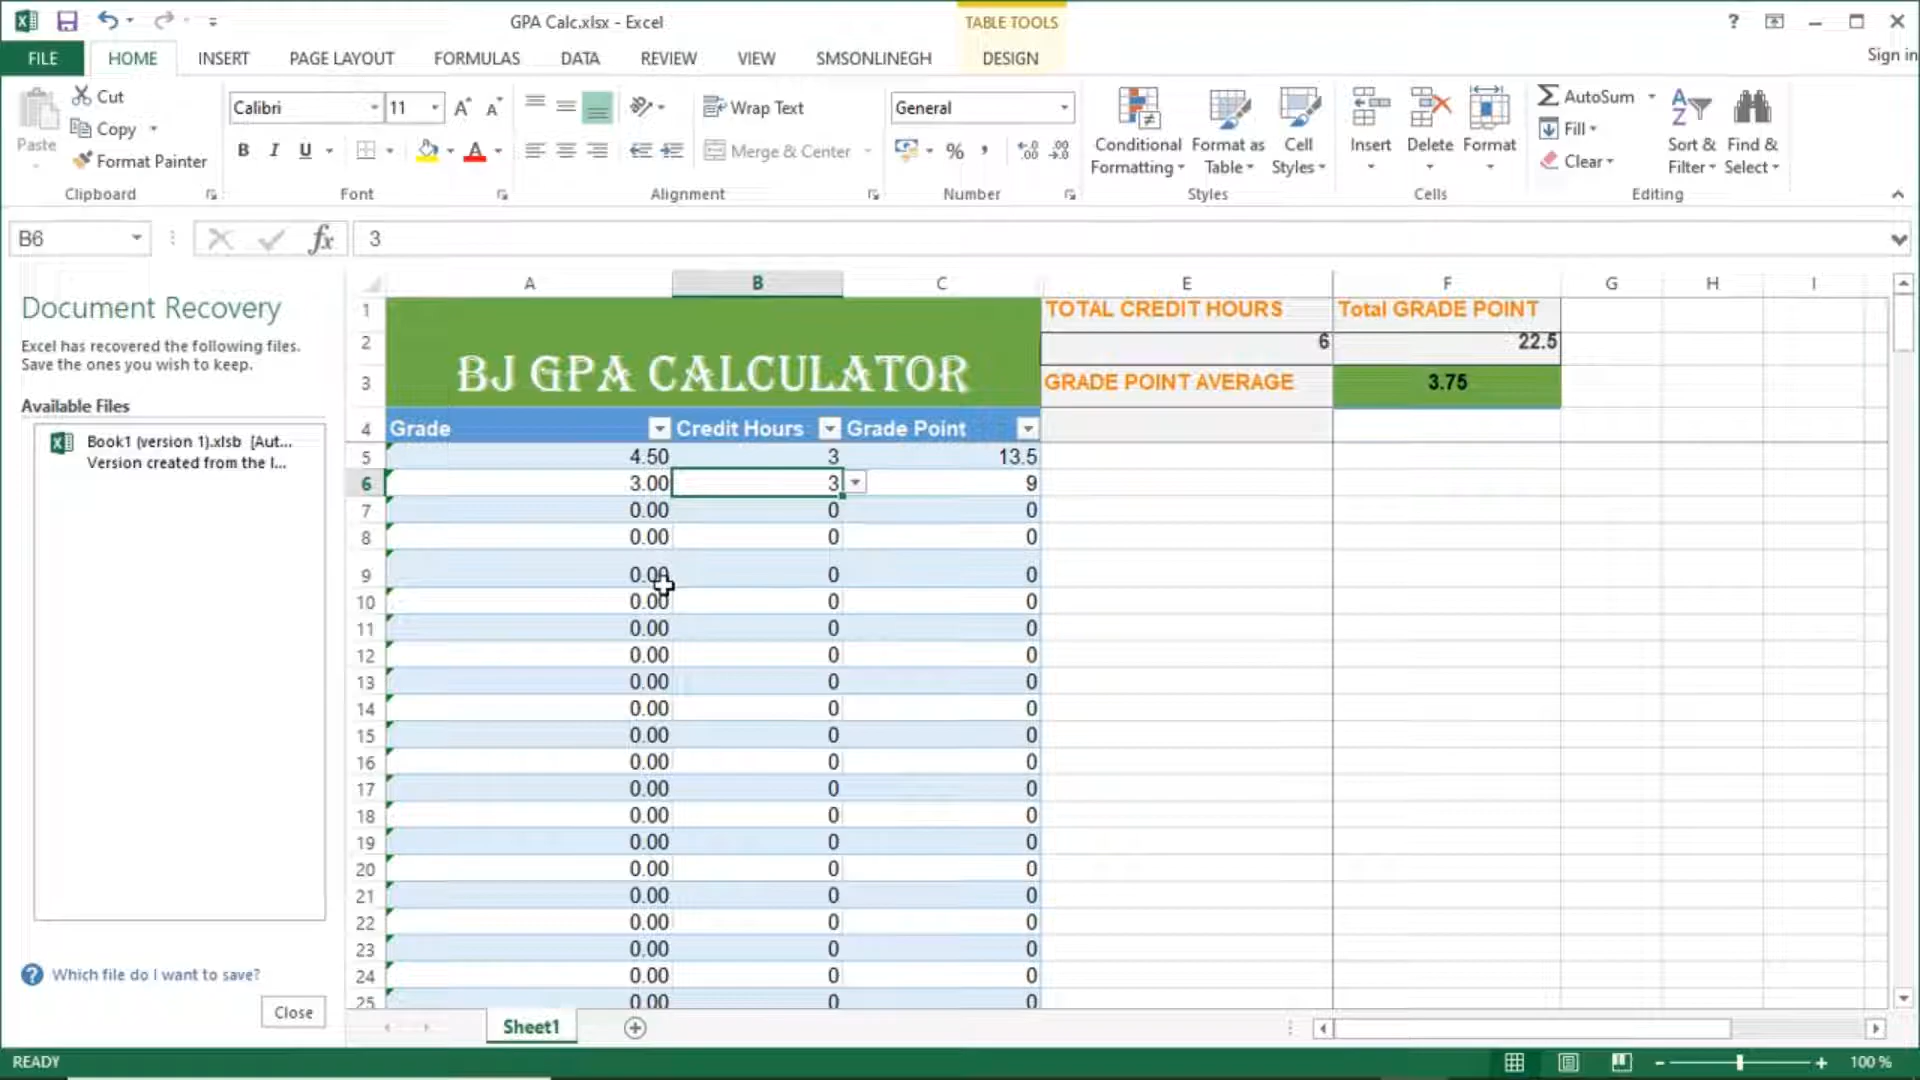 GPA Calc.xlsx - Excel
TABLE TOOLS
?
FILE
HOME
INSERT
PAGE LAYOUT
FORMULAS
DATA
REVIEW
VIEW
SMSONLINEGH
DESIGN
Sign in
Paste
Cut
Copy
Format Painter
Clipboard
Calibri
11
B I U
Font
Wrap Text
Merge & Center
Alignment
General
%
Number
Conditional Formatting
Format as Table
Cell Styles
Styles
Insert
Delete
Format
Cells
AutoSum
Fill
Clear
Sort & Filter
Find & Select
Editing
B6
fx
3
Document Recovery
Excel has recovered the following files.
Save the ones you wish to keep.
Available Files
Book1 (version 1).xlsb [Aut...
Version created from the l...
Which file do I want to save?
Close
A B C E F G H I
1 TOTAL CREDIT HOURS Total GRADE POINT
2 6 22.5
BJ GPA CALCULATOR
3 GRADE POINT AVERAGE 3.75
4 Grade Credit Hours Grade Point
5 4.50 3 13.5
6 3.00 3 9
7 0.00 0 0
8 0.00 0 0
9 0.00 0 0
10 0.00 0 0
11 0.00 0 0
12 0.00 0 0
13 0.00 0 0
14 0.00 0 0
15 0.00 0 0
16 0.00 0 0
17 0.00 0 0
18 0.00 0 0
19 0.00 0 0
20 0.00 0 0
21 0.00 0 0
22 0.00 0 0
23 0.00 0 0
24 0.00 0 0
25 0.00 0 0
Sheet1
READY
100 %